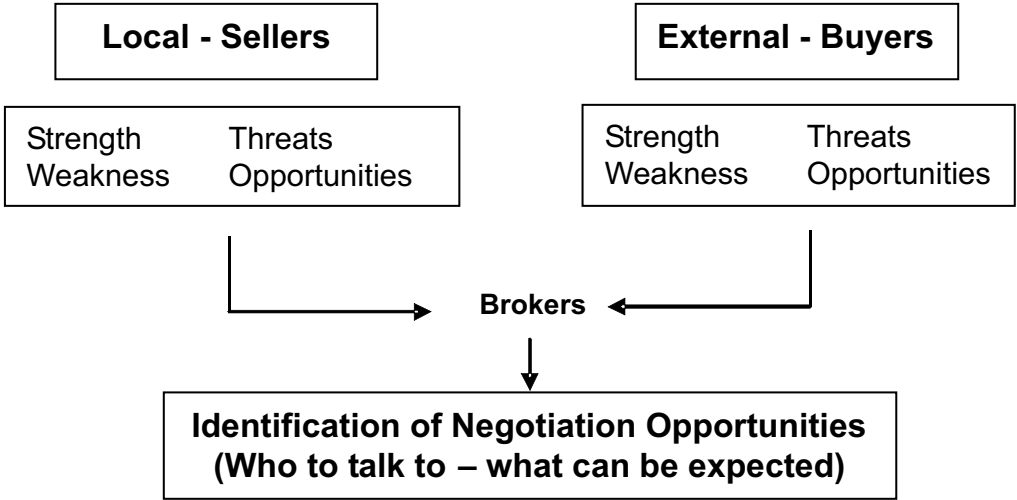 Local - Sellers
External - Buyers
Strength Threats
Weakness Opportunities
Strength Threats
Weakness Opportunities
Brokers
Identification of Negotiation Opportunities
(Who to talk to – what can be expected)